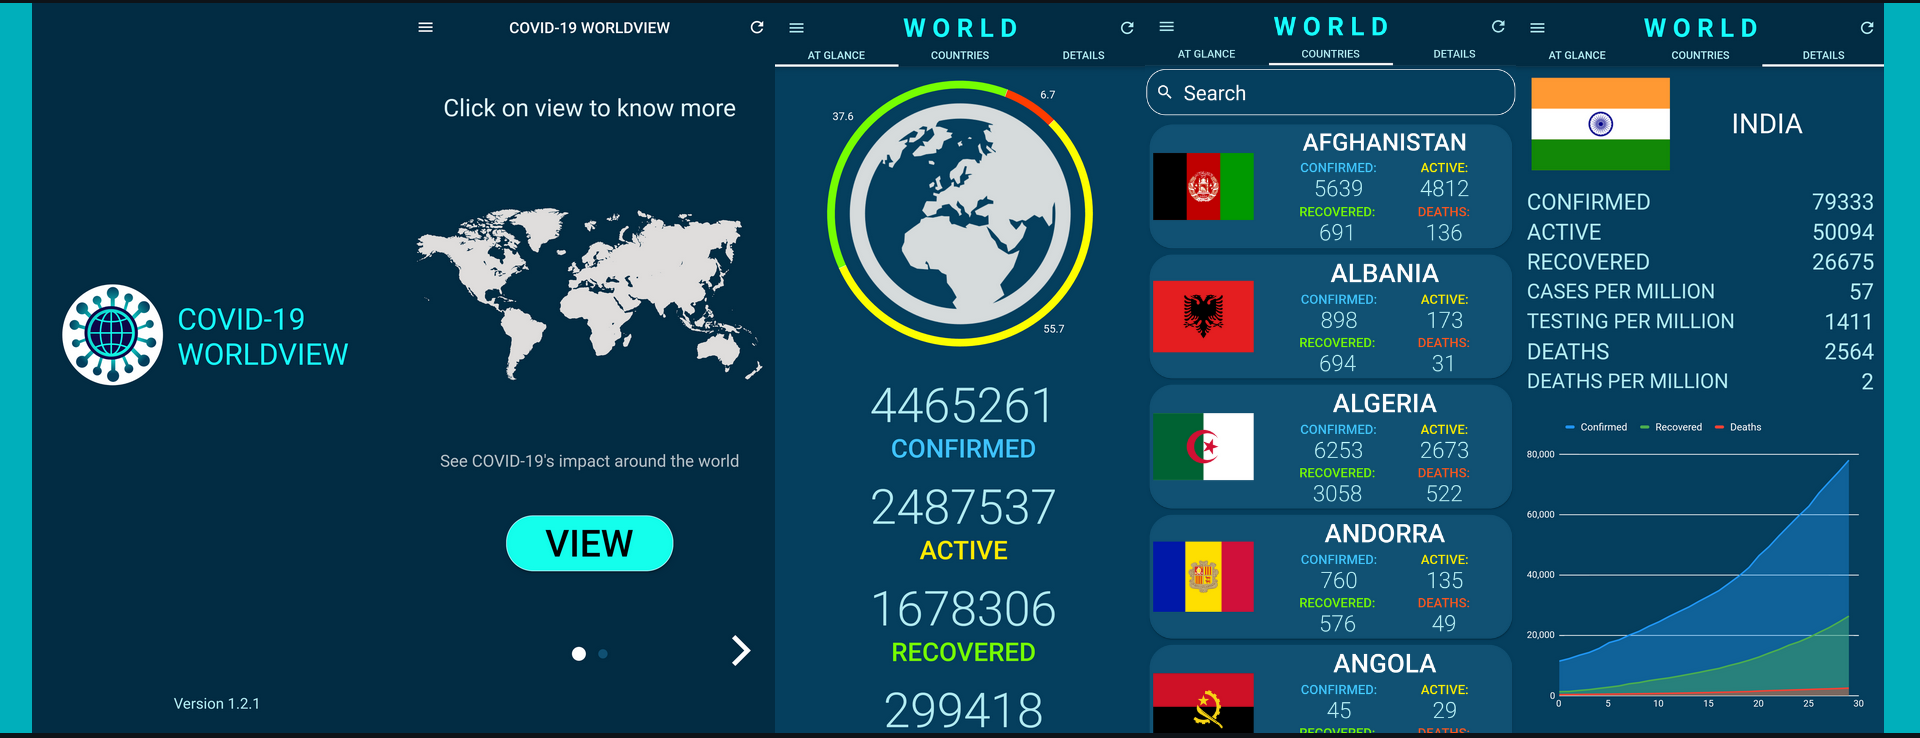 COVID-19
WORLDVIEW
Version 1.2.1
COVID-19 WORLDVIEW
Click on view to know more
See COVID-19's impact around the world
VIEW
WORLD
AT GLANCE COUNTRIES DETAILS
37.6
6.7
55.7
4465261
CONFIRMED
2487537
ACTIVE
1678306
RECOVERED
299418
WORLD
AT GLANCE COUNTRIES DETAILS
Search
AFGHANISTAN
CONFIRMED: ACTIVE:
5639 4812
RECOVERED: DEATHS:
691 136
ALBANIA
CONFIRMED: ACTIVE:
898 173
RECOVERED: DEATHS:
694 31
ALGERIA
CONFIRMED: ACTIVE:
6253 2673
RECOVERED: DEATHS:
3058 522
ANDORRA
CONFIRMED: ACTIVE:
760 135
RECOVERED: DEATHS:
576 49
ANGOLA
CONFIRMED: ACTIVE:
45 29
RECOVERED: DEATHS:
WORLD
AT GLANCE COUNTRIES DETAILS
INDIA
CONFIRMED 79333
ACTIVE 50094
RECOVERED 26675
CASES PER MILLION 57
TESTING PER MILLION 1411
DEATHS 2564
DEATHS PER MILLION 2
Confirmed Recovered Deaths
80,000
60,000
40,000
20,000
0
0 5 10 15 20 25 30